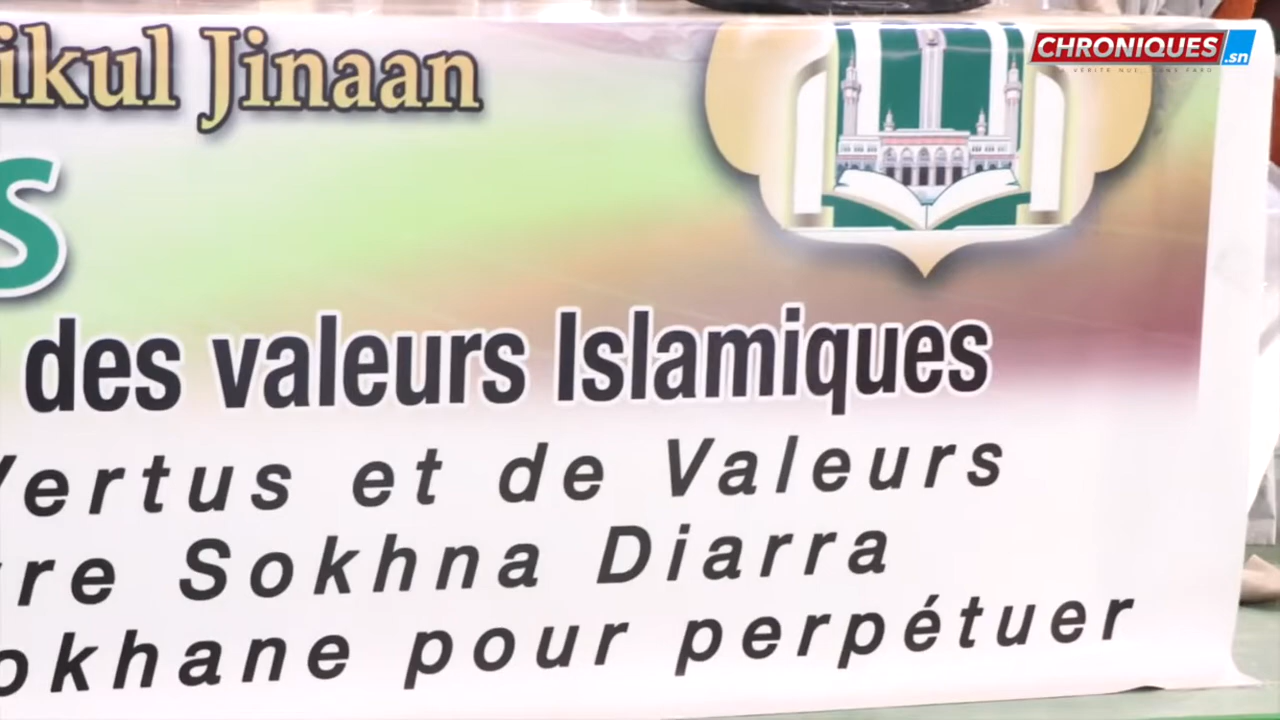 ikul Jinaan
CHRONIQUES.sn
s
des valeurs Islamiques
Vertus et de Valeurs
re Sokhna Diarra
okhane pour perpétuer